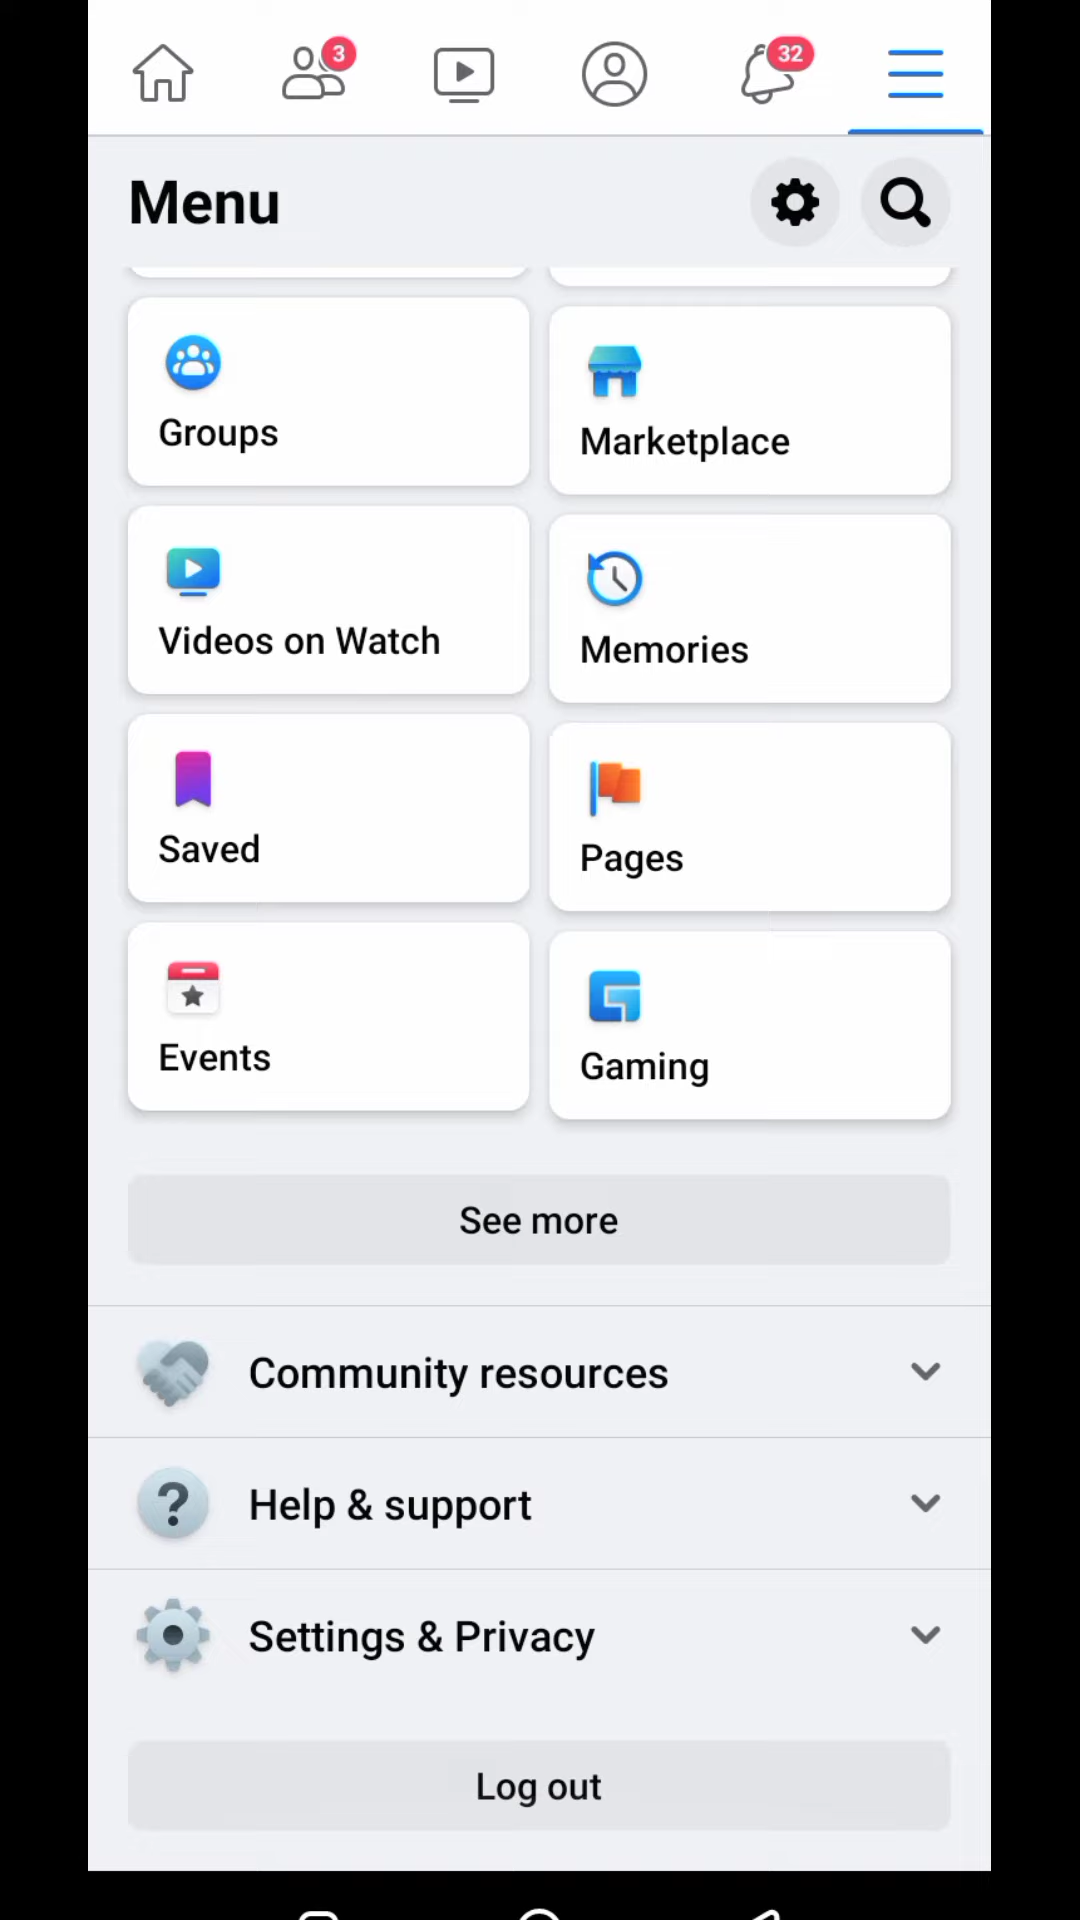 3
32
Menu
Groups
Marketplace
Videos on Watch
Memories
Saved
Pages
Events
Gaming
See more
Community resources
Help & support
Settings & Privacy
Log out